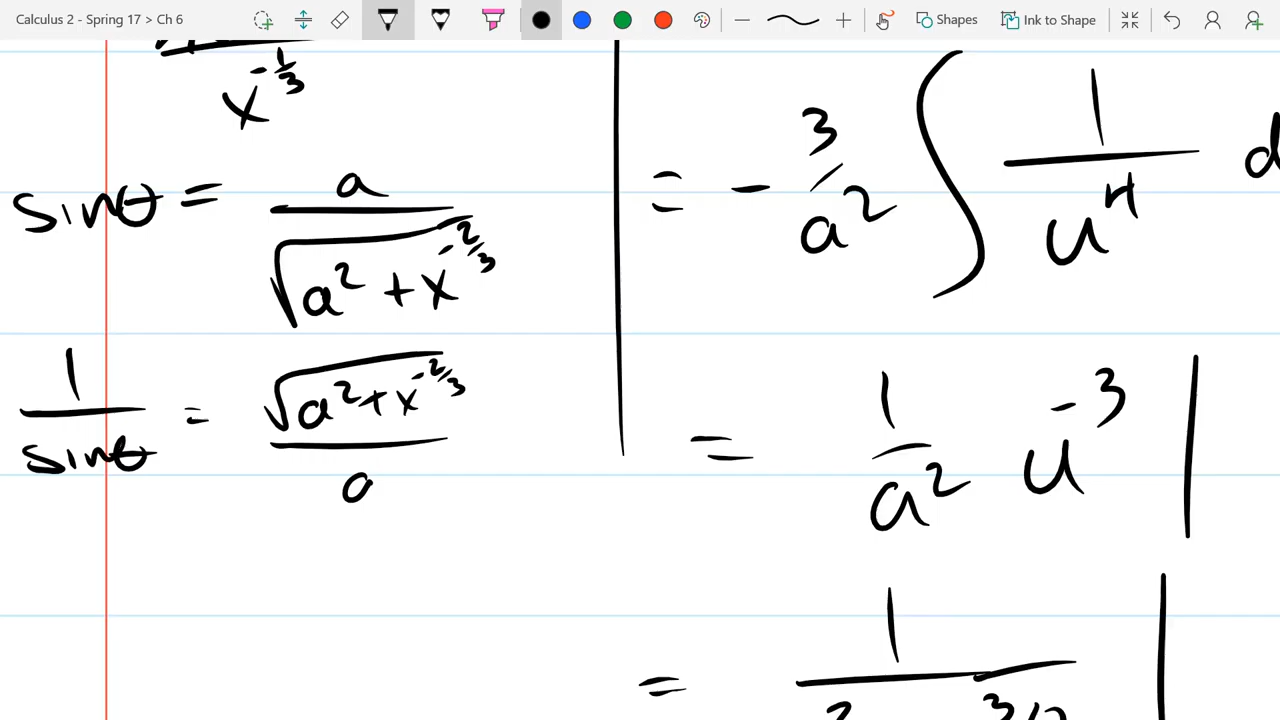 Calculus 2 - Spring 17 > Ch 6
Shapes
Ink to Shape
x^{-1/3}
sinθ = a / √(a² + x^{-2/3})
1/sinθ = √(a² + x^{-2/3}) / a
= - 3/a² ∫ 1/u⁴ d
= 1/a² u^{-3} |
= 1 / |